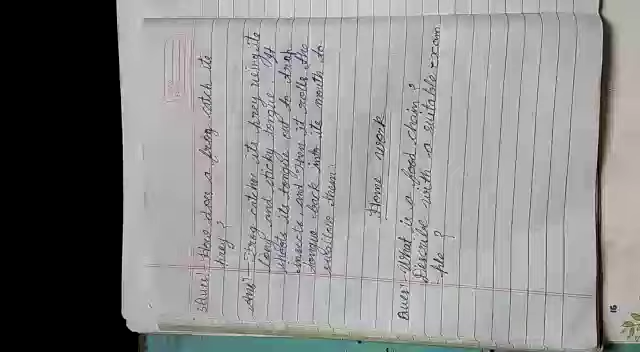 Ques:- How does a frog catch its
prey?
Ans:- Frog catches its prey using its
long and sticky tongue. It
shoots its tongue out to trap
insects and then it rolls the
tongue back into its mouth to
swallow them.
Home work
Ques:- What is a food chain?
Describe with a suitable exam
ple?
16